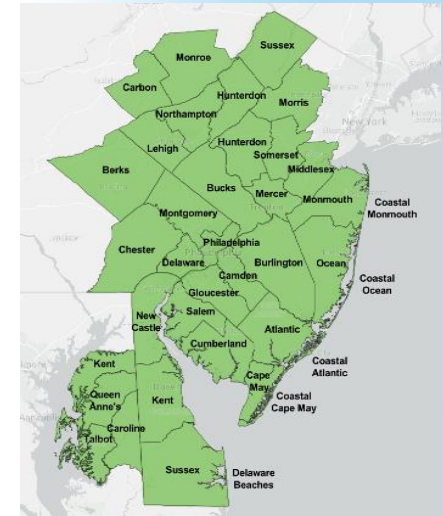 Sussex
Monroe
Carbon
Hunterdon
Morris
Northampton
New York
Lehigh
Hunterdon
Somerset
Middlesex
Berks
Bucks
Mercer
Monmouth
Coastal
Monmouth
Montgomery
Philadelphia
Chester
Delaware
Burlington
Ocean
Camden
Coastal
Ocean
Gloucester
New
Castle
Salem
Atlantic
Cumberland
Coastal
Atlantic
Kent
Cape
May
Queen
Anne's
Kent
Coastal
Cape May
Caroline
Talbot
Sussex
Delaware
Beaches